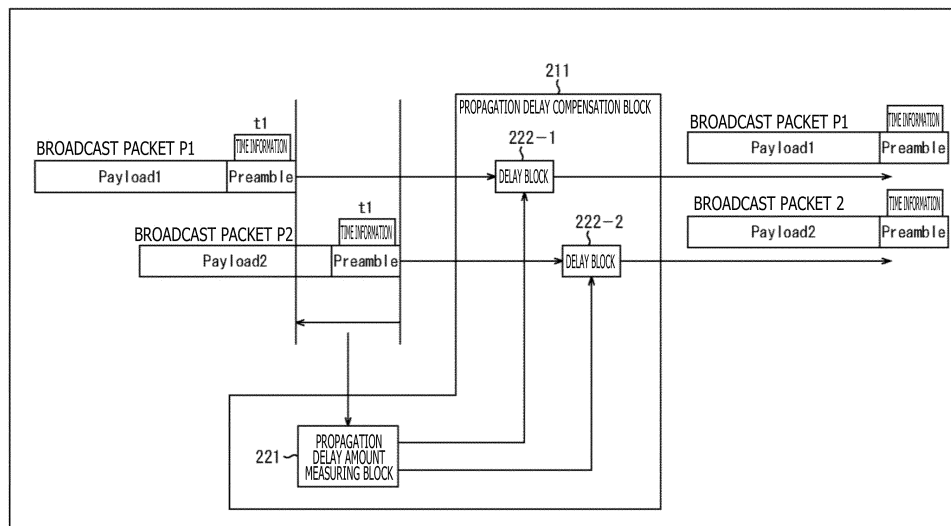 211
PROPAGATION DELAY COMPENSATION BLOCK
t1
TIME INFORMATION
BROADCAST PACKET P1
Payload1
Preamble
222-1
DELAY BLOCK
BROADCAST PACKET P1
TIME INFORMATION
Payload1
Preamble
t1
TIME INFORMATION
BROADCAST PACKET P2
Payload2
Preamble
222-2
DELAY BLOCK
BROADCAST PACKET 2
TIME INFORMATION
Payload2
Preamble
221
PROPAGATION
DELAY AMOUNT
MEASURING BLOCK